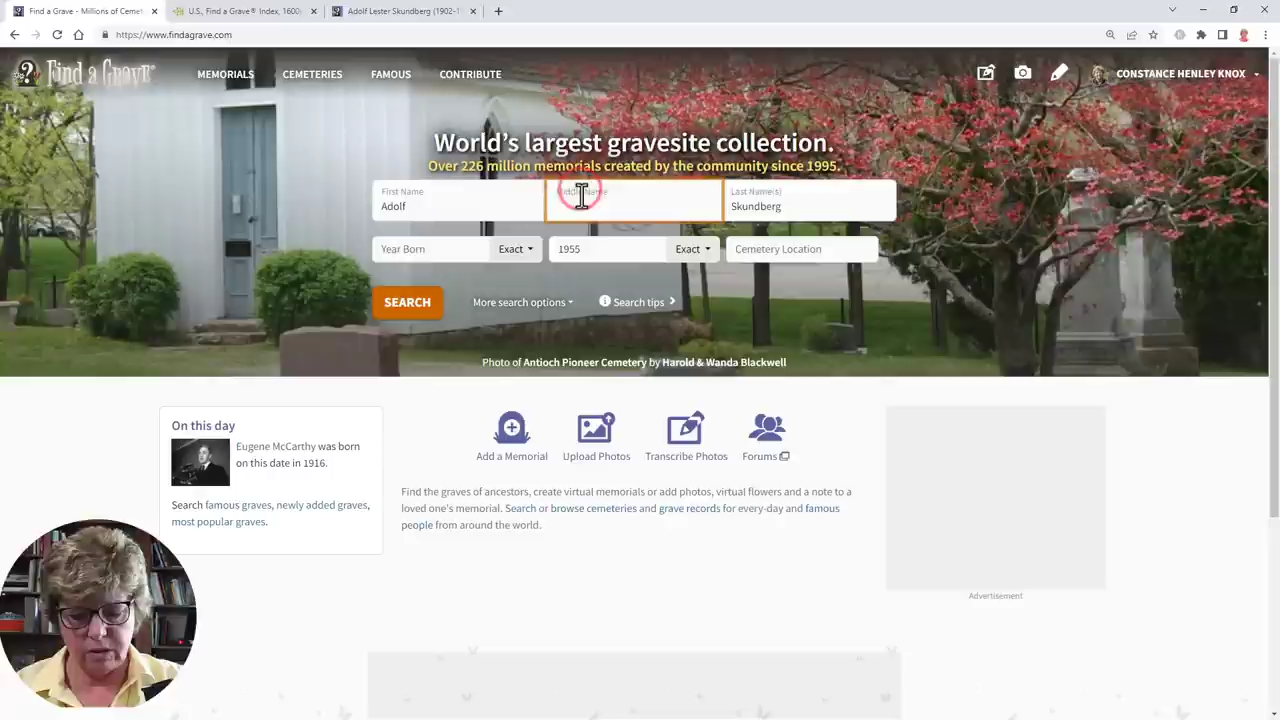 Find a Grave - Millions of Cemet
U.S., Find a Grave® Index, 1600s
Adolf Lester Skundberg (1902-1
https://www.findagrave.com
Find a Grave®
MEMORIALS
CEMETERIES
FAMOUS
CONTRIBUTE
CONSTANCE HENLEY KNOX
World's largest gravesite collection.
Over 226 million memorials created by the community since 1995.
First Name
Name
Last Name(s)
Adolf
Skundberg
Year Born
Exact
1955
Exact
Cemetery Location
SEARCH
More search options
Search tips
Photo of Antioch Pioneer Cemetery by Harold & Wanda Blackwell
On this day
Eugene McCarthy was born
on this date in 1916.
Search famous graves, newly added graves,
most popular graves.
Add a Memorial
Upload Photos
Transcribe Photos
Forums
Find the graves of ancestors, create virtual memorials or add photos, virtual flowers and a note to a
loved one's memorial. Search or browse cemeteries and grave records for every-day and famous
people from around the world.
Advertisement